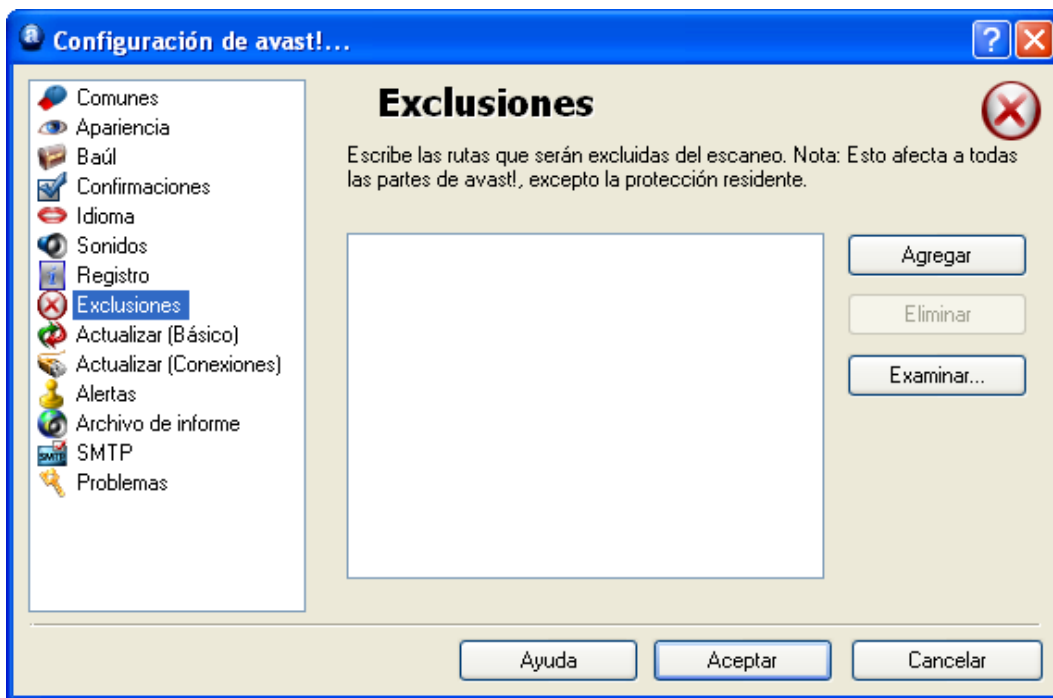 Configuración de avast!...
Comunes
Apariencia
Baúl
Confirmaciones
Idioma
Sonidos
Registro
Exclusiones
Actualizar (Básico)
Actualizar (Conexiones)
Alertas
Archivo de informe
SMTP
Problemas
Exclusiones
Escribe las rutas que serán excluidas del escaneo. Nota: Esto afecta a todas
las partes de avast!, excepto la protección residente.
Agregar
Eliminar
Examinar...
Ayuda
Aceptar
Cancelar